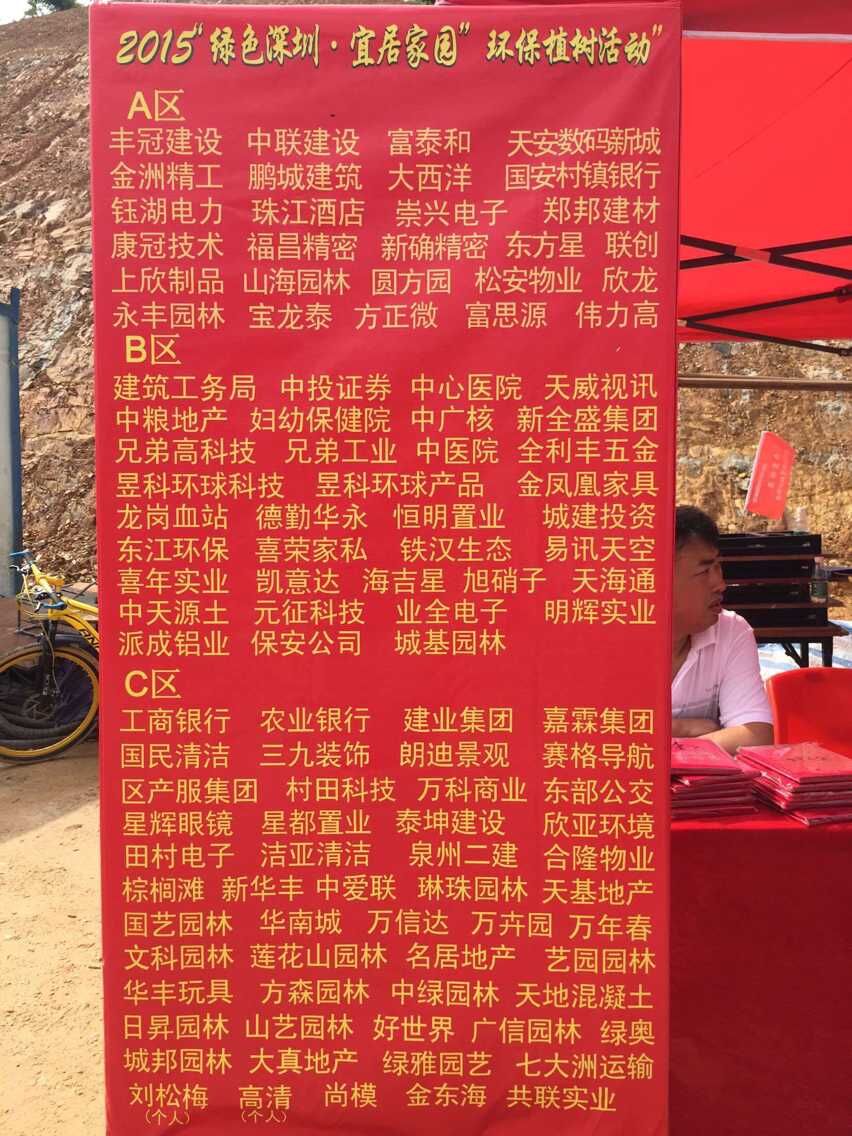 2015“绿色深圳·宜居家园”环保植树活动”
A区
丰冠建设 中联建设 富泰和 天安数码新城
金洲精工 鹏城建筑 大西洋 国安村镇银行
钰湖电力 珠江酒店 崇兴电子 郑邦建材
康冠技术 福昌精密 新确精密 东方星 联创
上欣制品 山海园林 圆方园 松安物业 欣龙
永丰园林 宝龙泰 方正微 富思源 伟力高
B区
建筑工务局 中投证券 中心医院 天威视讯
中粮地产 妇幼保健院 中广核 新全盛集团
兄弟高科技 兄弟工业 中医院 全利丰五金
昱科环球科技 昱科环球产品 金凤凰家具
龙岗血站 德勤华永 恒明置业 城建投资
东江环保 喜荣家私 铁汉生态 易讯天空
喜年实业 凯意达 海吉星 旭硝子 天海通
中天源土 元征科技 业全电子 明辉实业
派成铝业 保安公司 城基园林
C区
工商银行 农业银行 建业集团 嘉霖集团
国民清洁 三九装饰 朗迪景观 赛格导航
区产服集团 村田科技 万科商业 东部公交
星辉眼镜 星都置业 泰坤建设 欣亚环境
田村电子 洁亚清洁 泉州二建 合隆物业
棕榈滩 新华丰 中爱联 琳珠园林 天基地产
国艺园林 华南城 万信达 万卉园 万年春
文科园林 莲花山园林 名居地产 艺园园林
华丰玩具 方森园林 中绿园林 天地混凝土
日昇园林 山艺园林 好世界 广信园林 绿奥
城邦园林 大真地产 绿雅园艺 七大洲运输
刘松梅 高清 尚模 金东海 共联实业
(个人) (个人)